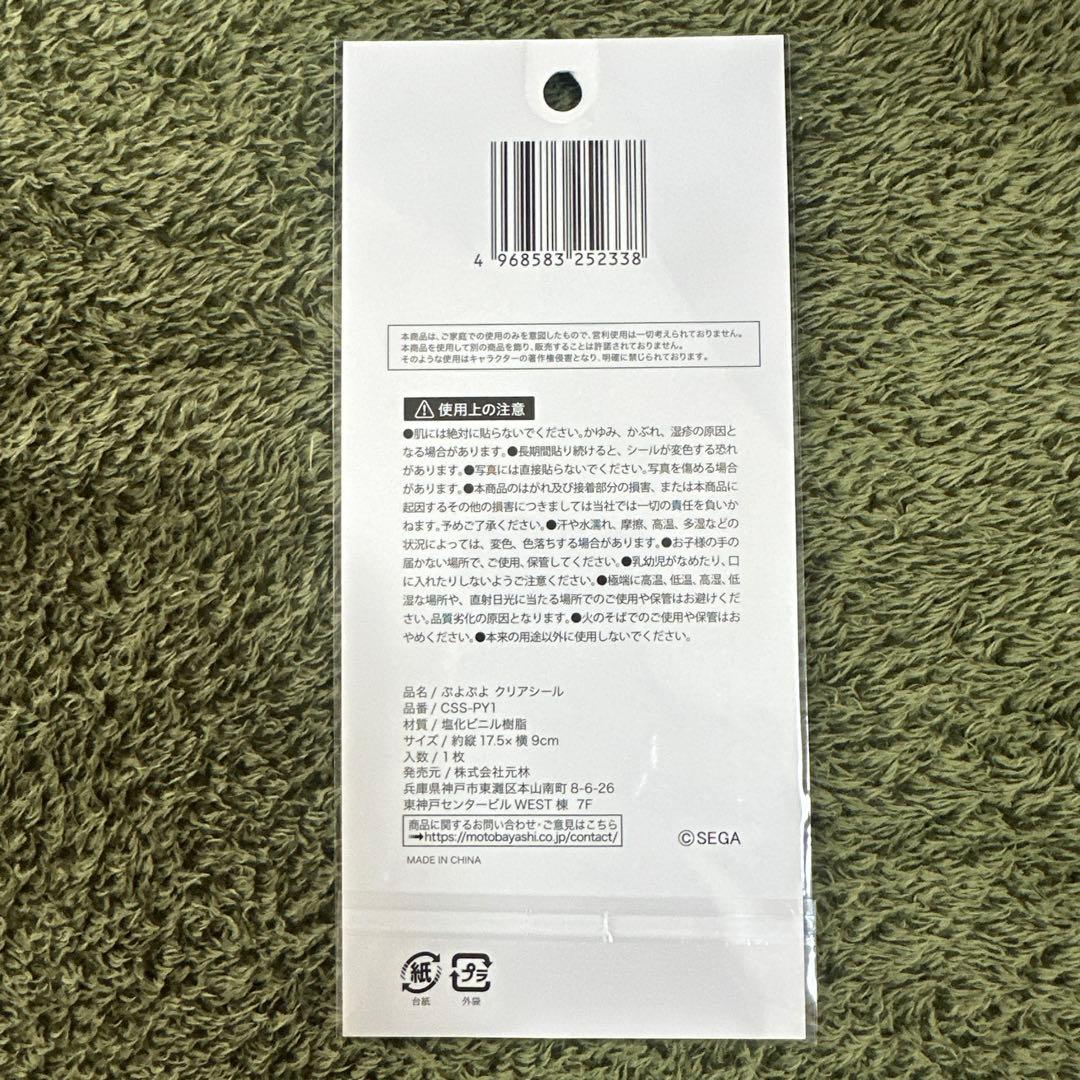 4 968583 252338
本商品は、ご家庭での使用のみを意図したもので、営利使用は一切考えられておりません。
本商品を使用して別の商品を飾り、販売することは許諾されておりません。
そのような使用はキャラクターの著作権侵害となり、明確に禁じられております。
使用上の注意
●肌には絶対に貼らないでください。かゆみ、かぶれ、湿疹の原因と
なる場合があります。●長期間貼り続けると、シールが変色する恐れ
があります。●写真には直接貼らないでください。写真を傷める場合
があります。●本商品のはがれ及び接着部分の損害、または本商品に
起因するその他の損害につきましては当社では一切の責任を負いか
ねます。予めご了承ください。●汗や水濡れ、摩擦、高温、多湿などの
状況によっては、変色、色落ちする場合があります。●お子様の手の
届かない場所で、ご使用、保管してください。●乳幼児がなめたり、口
に入れたりしないようご注意ください。●極端に高温、低温、高湿、低
湿な場所や、直射日光に当たる場所でのご使用や保管はお避けくだ
さい。品質劣化の原因となります。●火のそばでのご使用や保管はお
やめください。●本来の用途以外に使用しないでください。
品名 / ぷよぷよ クリアシール
品番 / CSS-PY1
材質 / 塩化ビニル樹脂
サイズ / 約縦17.5×横9cm
入数 / 1枚
発売元 / 株式会社元林
兵庫県神戸市東灘区本山南町8-6-26
東神戸センタービル WEST棟 7F
商品に関するお問い合わせ・ご意見はこちら
➡https://motobayashi.co.jp/contact/
©SEGA
MADE IN CHINA
紙 プラ
台紙 外袋